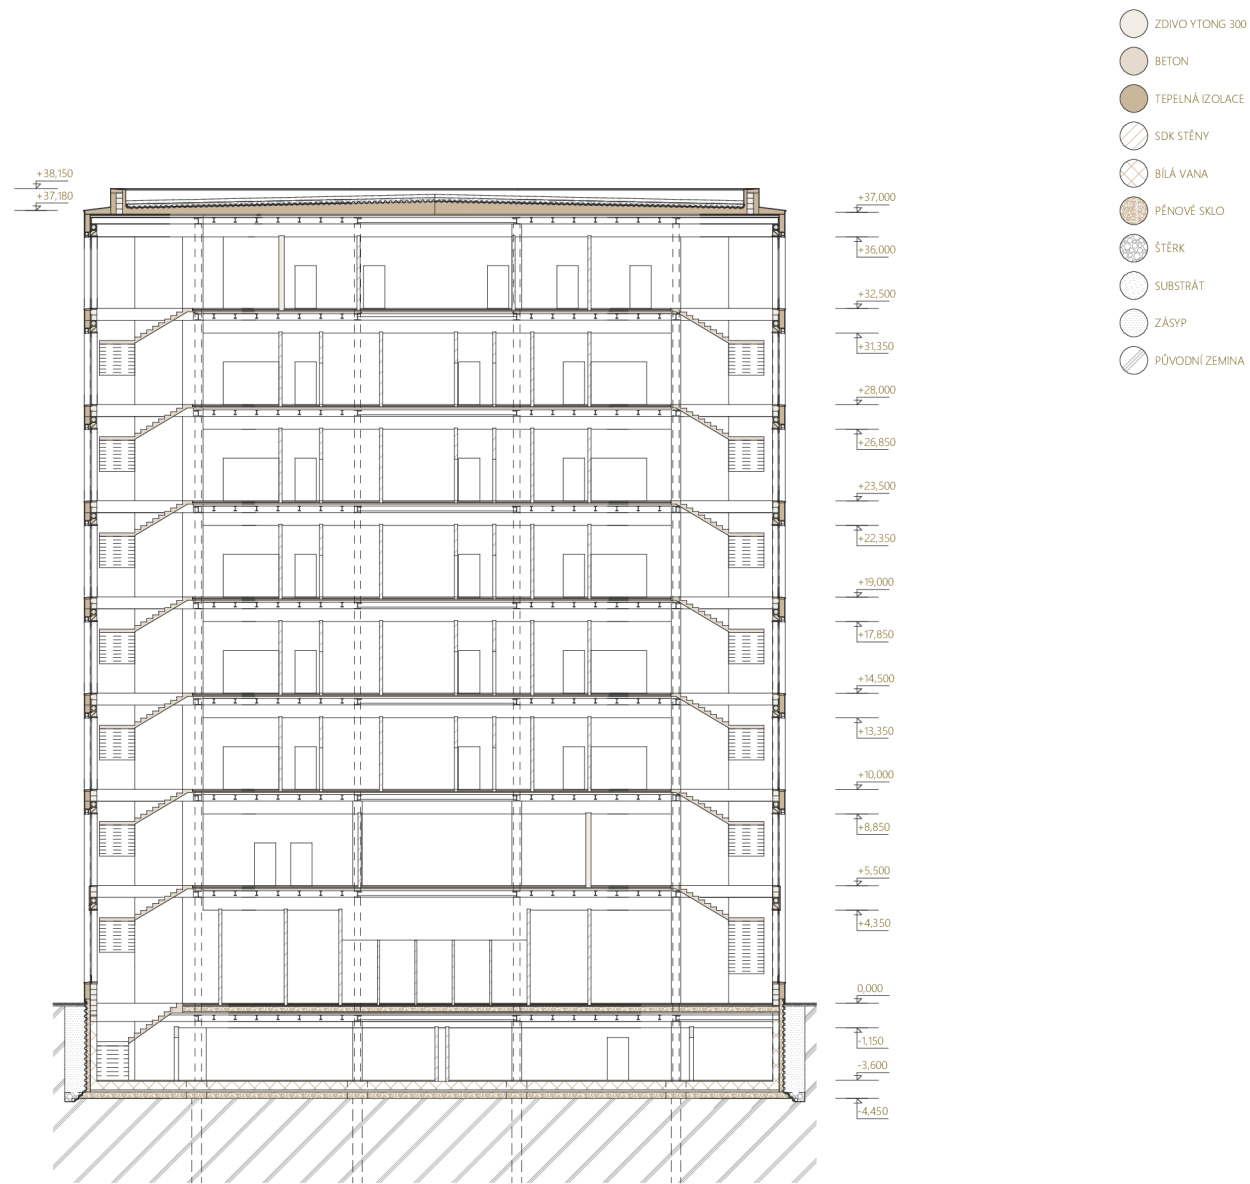 ZDIVO YTONG 300
BETON
TEPELNÁ IZOLACE
SDK STĚNY
BÍLÁ VANA
PĚNOVÉ SKLO
ŠTĚRK
SUBSTRÁT
ZÁSYP
PŮVODNÍ ZEMINA
+38,150
+37,180
+37,000
+36,000
+32,500
+31,350
+28,000
+26,850
+23,500
+22,350
+19,000
+17,850
+14,500
+13,350
+10,000
+8,850
+5,500
+4,350
0,000
-1,150
-3,600
-4,450